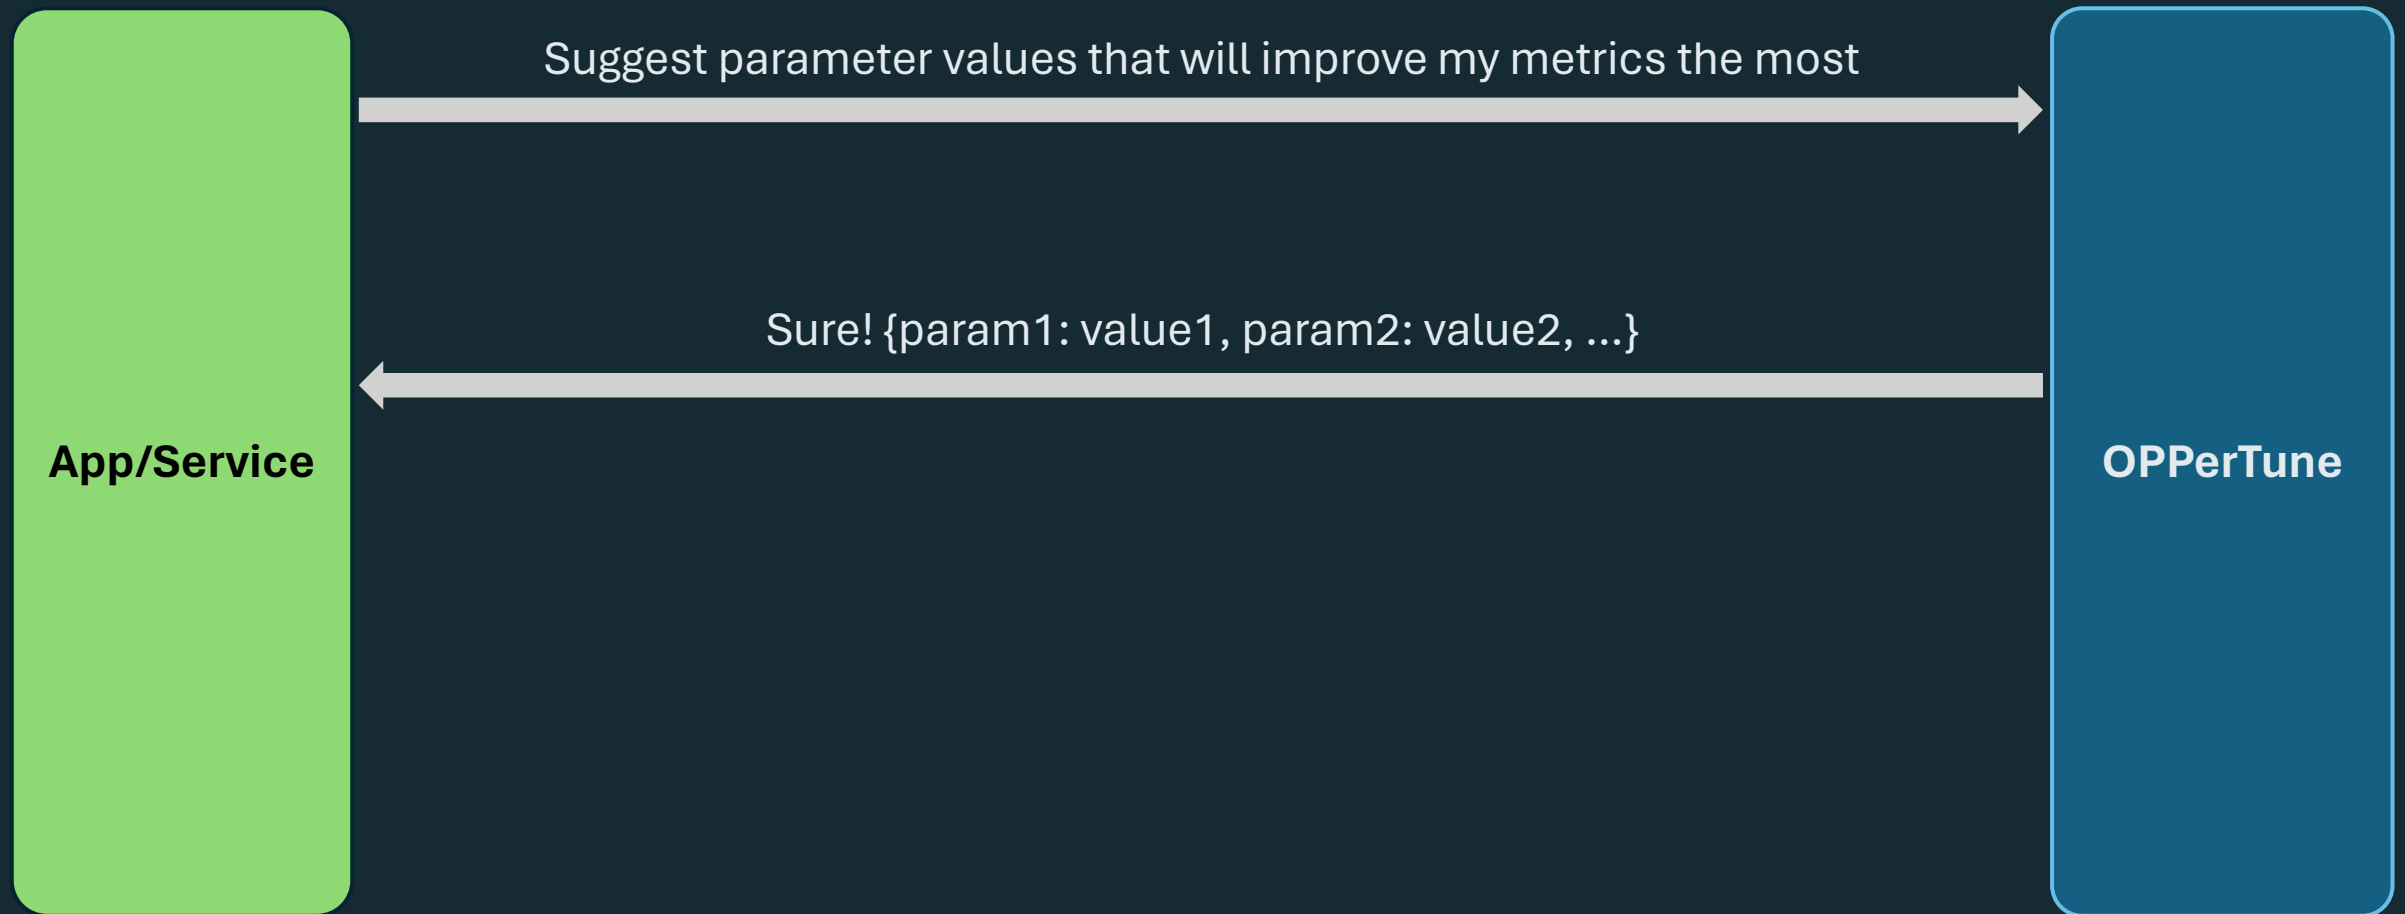 Suggest parameter values that will improve my metrics the most
Sure! {param1: value1, param2: value2, ...}
App/Service
OPPerTune